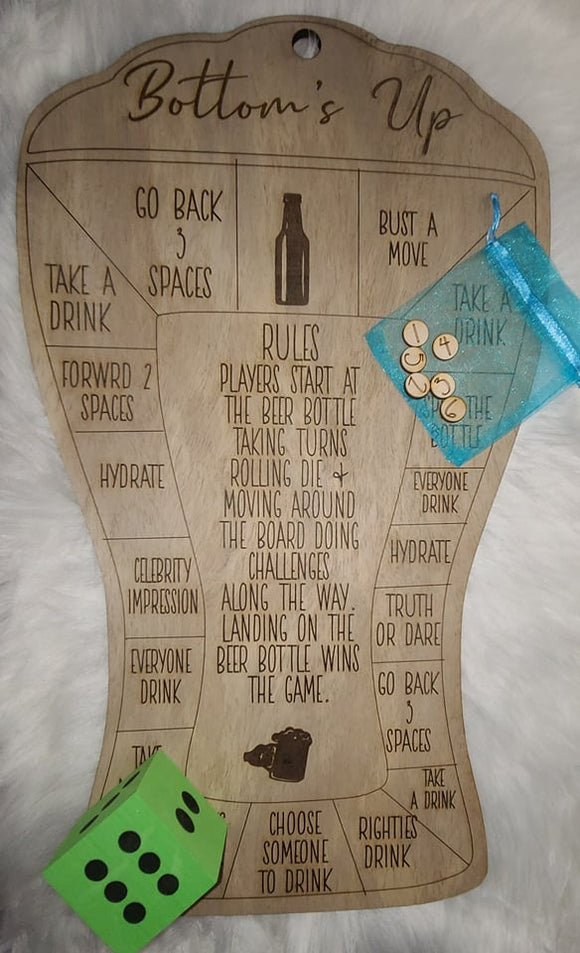 Bottom's Up
GO BACK
3
SPACES
BUST A
MOVE
TAKE A
DRINK
TAKE A
DRINK
FORWRD 2
SPACES
THE
BOTTLE
HYDRATE
EVERYONE
DRINK
CELEBRITY
IMPRESSION
HYDRATE
EVERYONE
DRINK
TRUTH
OR DARE
TAKE
GO BACK
3
SPACES
TAKE
A DRINK
CHOOSE
SOMEONE
TO DRINK
RIGHTIES
DRINK
RULES
PLAYERS START AT
THE BEER BOTTLE
TAKING TURNS
ROLLING DIE &
MOVING AROUND
THE BOARD DOING
CHALLENGES
ALONG THE WAY.
LANDING ON THE
BEER BOTTLE WINS
THE GAME.
1
4
5
2
3
6